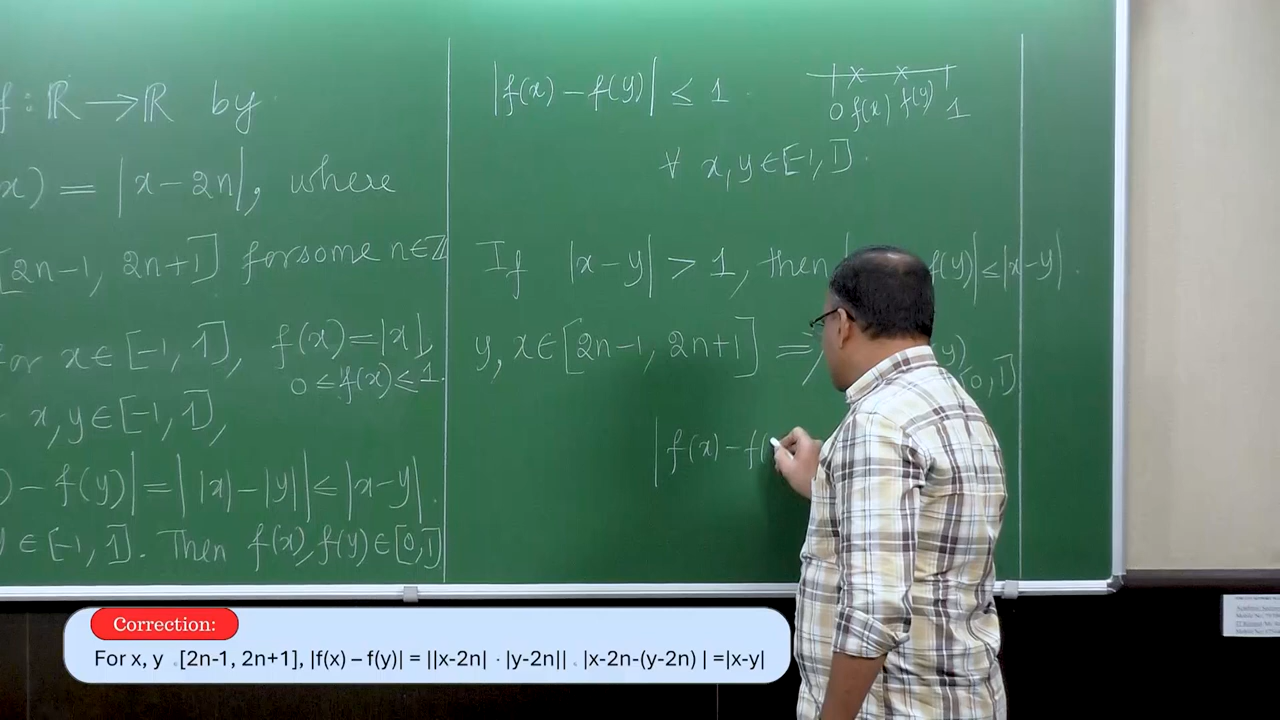 f : ℝ → ℝ by
x) = |x - 2n|, where
[2n-1, 2n+1] for some n ∈ ℤ
For x ∈ [-1, 1], f(x) = |x|,
0 ≤ f(x) ≤ 1.
x, y ∈ [-1, 1],
) - f(y)| = ||x| - |y|| ≤ |x - y|.
y ∈ [-1, 1]. Then f(x), f(y) ∈ [0, 1]
|f(x) - f(y)| ≤ 1.
0 f(x) f(y) 1
∀ x, y ∈ [-1, 1].
If |x - y| > 1, then | f(y)| ≤ |x - y|.
y, x ∈ [2n-1, 2n+1] ⇒ y)
[0, 1]
|f(x) - f(
Correction:
For x, y [2n-1, 2n+1], |f(x) – f(y)| = ||x-2n| · |y-2n|| |x-2n-(y-2n) | =|x-y|